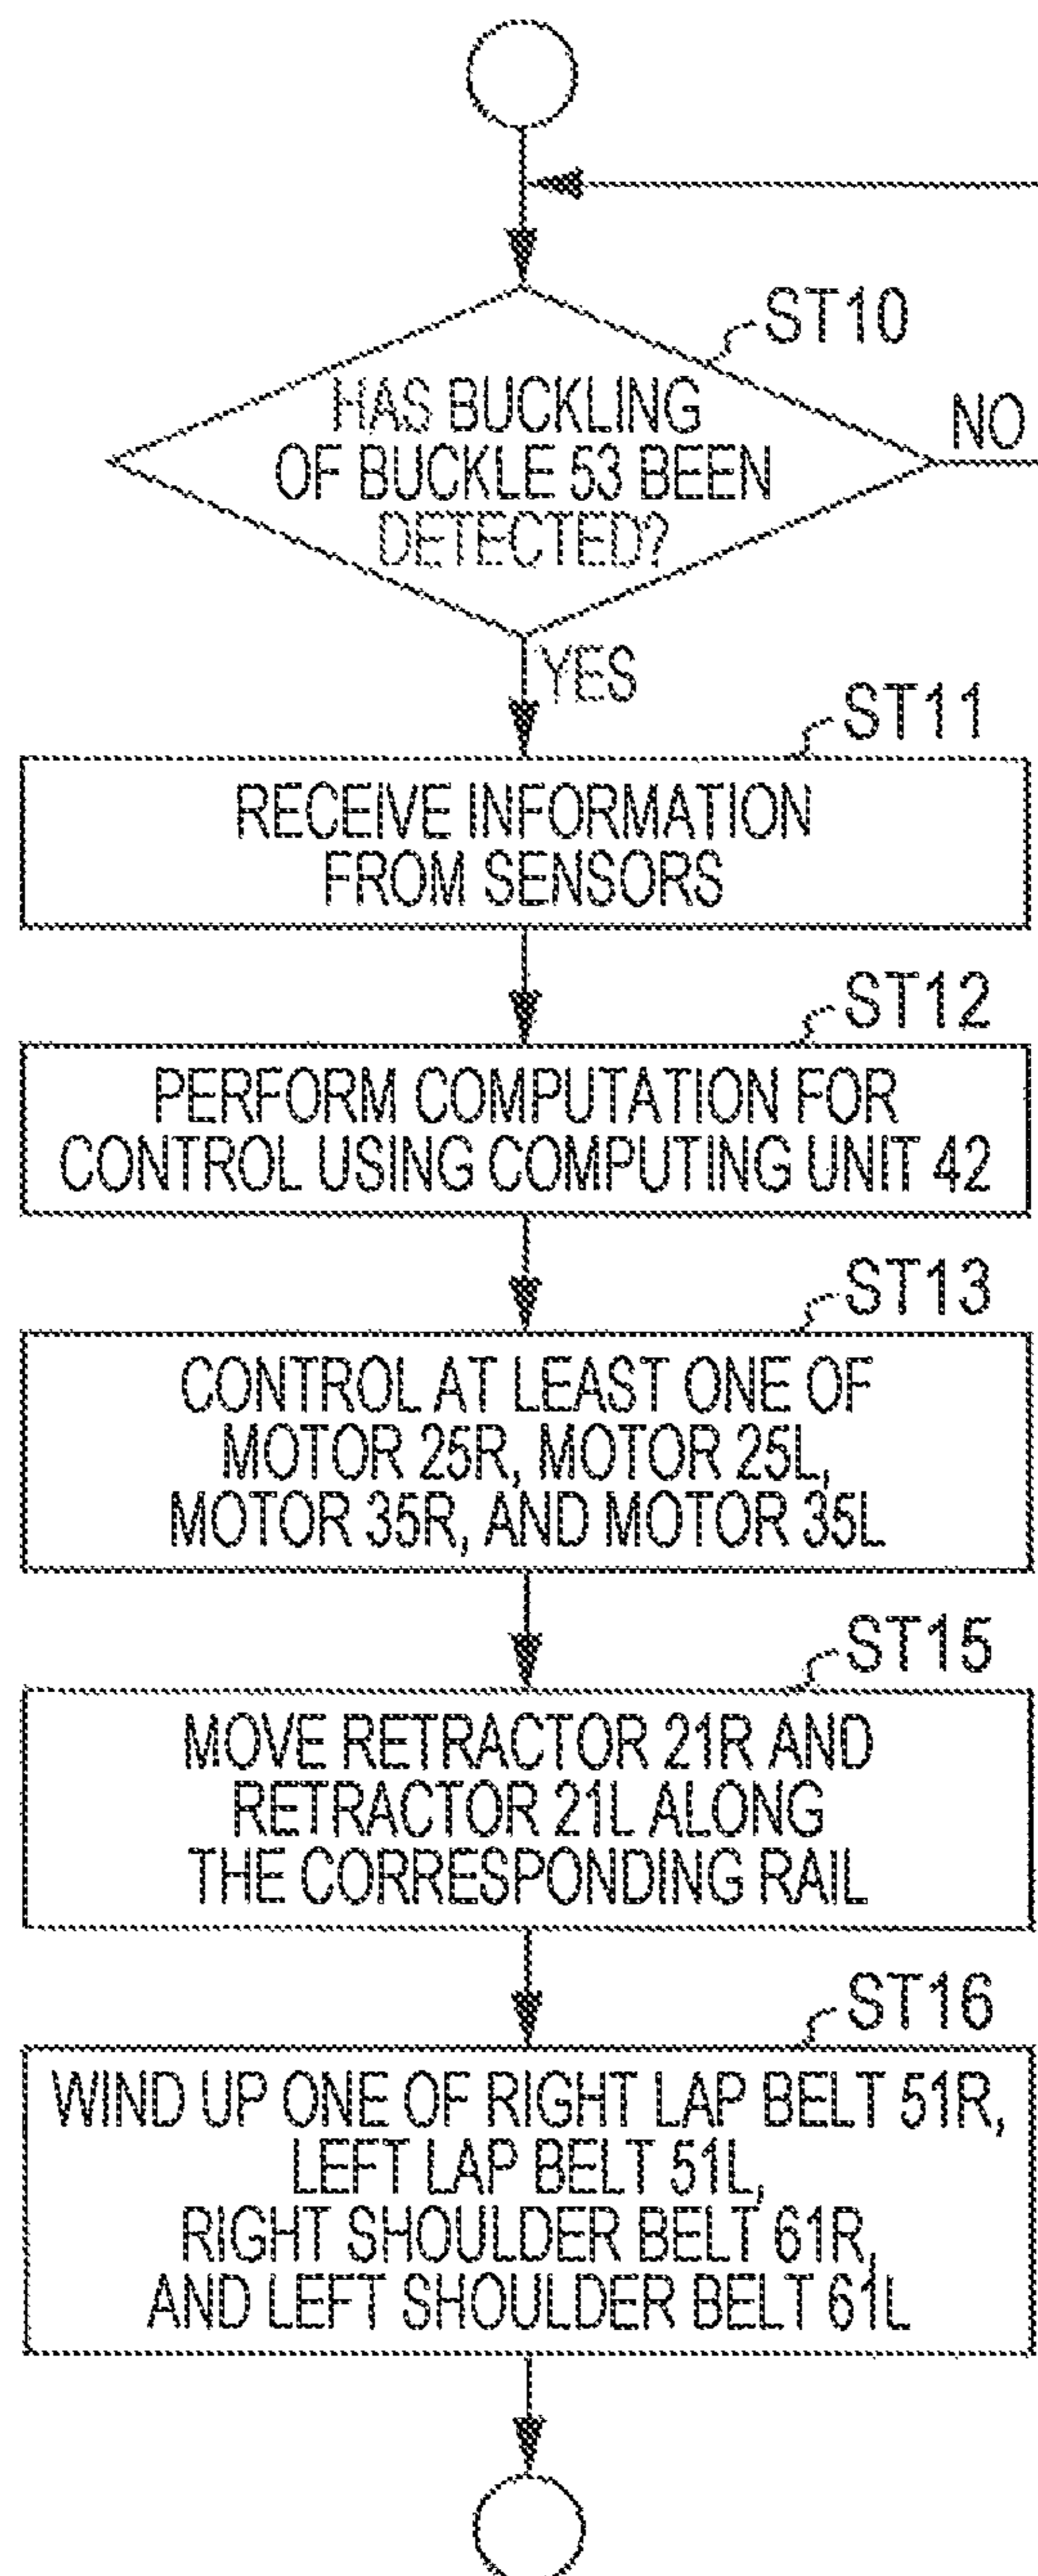 ST10
HAS BUCKLING
OF BUCKLE 53 BEEN
DETECTED?
NO
YES
ST11
RECEIVE INFORMATION
FROM SENSORS
ST12
PERFORM COMPUTATION FOR
CONTROL USING COMPUTING UNIT 42
ST13
CONTROL AT LEAST ONE OF
MOTOR 25R, MOTOR 25L,
MOTOR 35R, AND MOTOR 35L
ST15
MOVE RETRACTOR 21R AND
RETRACTOR 21L ALONG
THE CORRESPONDING RAIL
ST16
WIND UP ONE OF RIGHT LAP BELT 51R,
LEFT LAP BELT 51L,
RIGHT SHOULDER BELT 61R,
AND LEFT SHOULDER BELT 61L